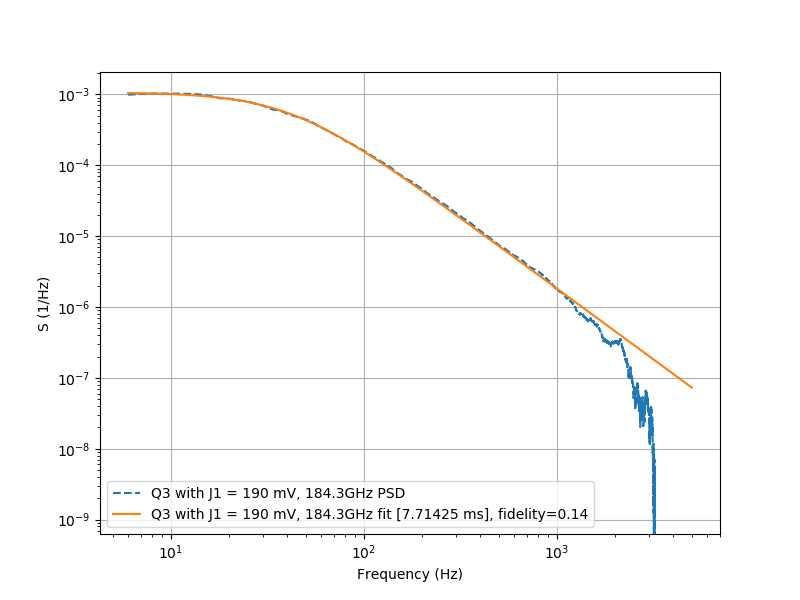 10⁻³
10⁻⁴
10⁻⁵
10⁻⁶
10⁻⁷
10⁻⁸
10⁻⁹
S (1/Hz)
Q3 with J1 = 190 mV, 184.3GHz PSD
Q3 with J1 = 190 mV, 184.3GHz fit [7.71425 ms], fidelity=0.14
10¹ 10² 10³
Frequency (Hz)